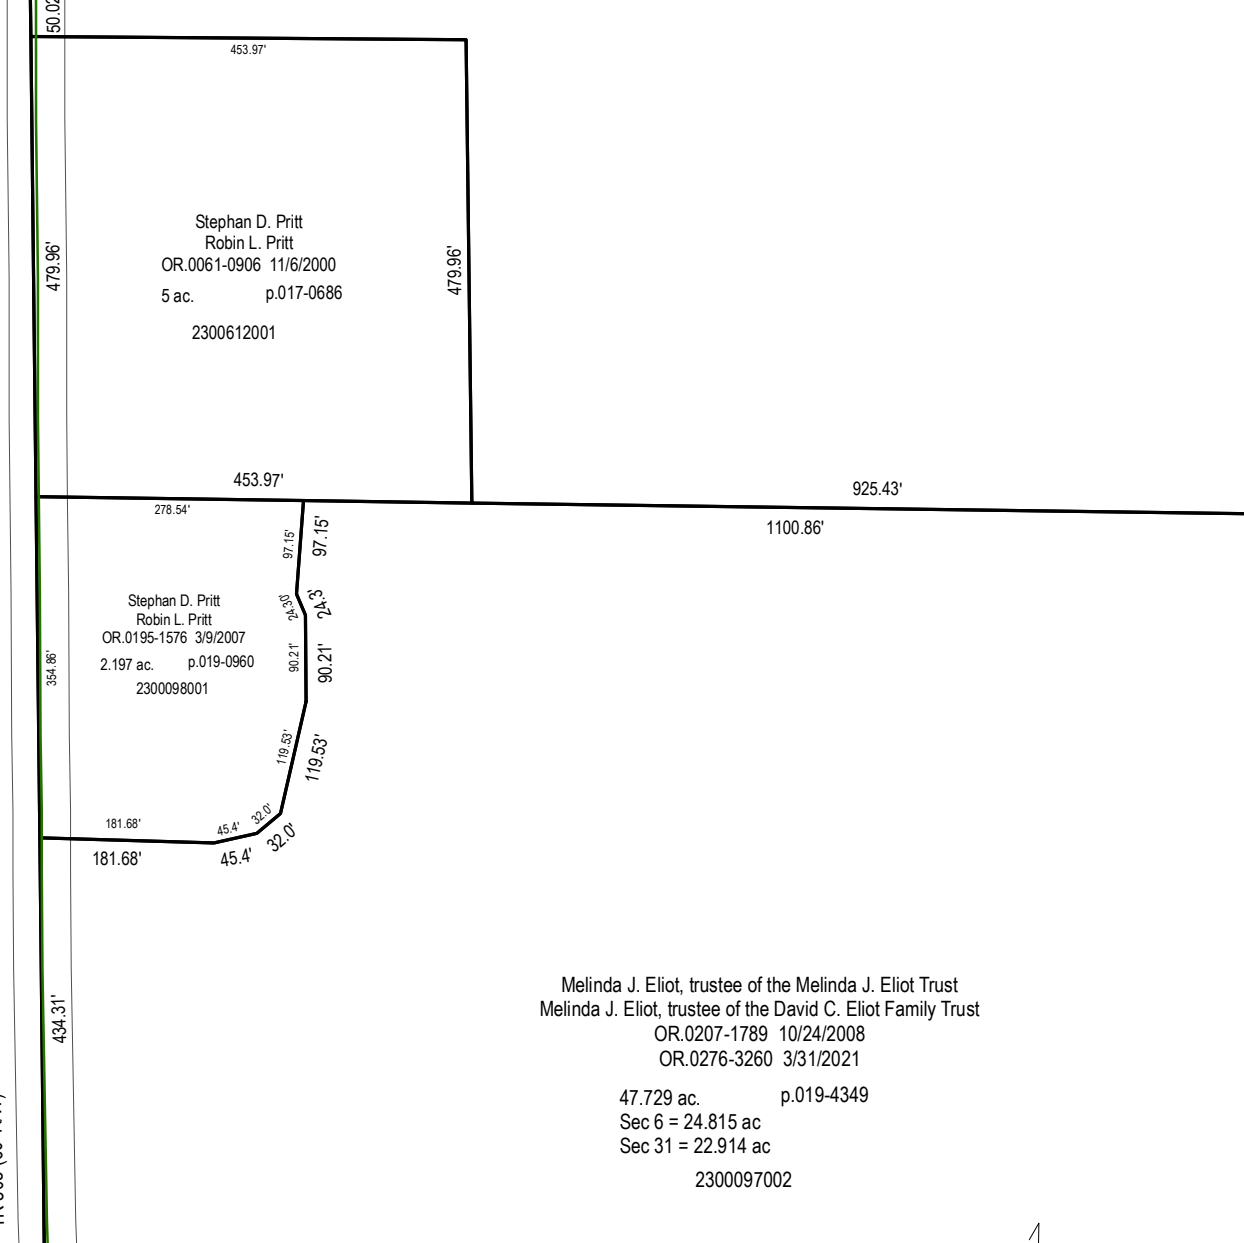 50.02
453.97'
Stephan D. Pritt
Robin L. Pritt
OR.0061-0906 11/6/2000
5 ac. p.017-0686
2300612001
479.96'
479.96'
453.97'
925.43'
278.54'
1100.86'
97.15'
97.15'
24.30'
24.3'
Stephan D. Pritt
Robin L. Pritt
OR.0195-1576 3/9/2007
2.197 ac. p.019-0960
2300098001
354.86'
90.21'
90.21'
119.53'
119.53'
181.68'
45.4'
32.0'
181.68'
45.4'
32.0'
434.31'
Melinda J. Eliot, trustee of the Melinda J. Eliot Trust
Melinda J. Eliot, trustee of the David C. Eliot Family Trust
OR.0207-1789 10/24/2008
OR.0276-3260 3/31/2021
47.729 ac. p.019-4349
Sec 6 = 24.815 ac
Sec 31 = 22.914 ac
2300097002